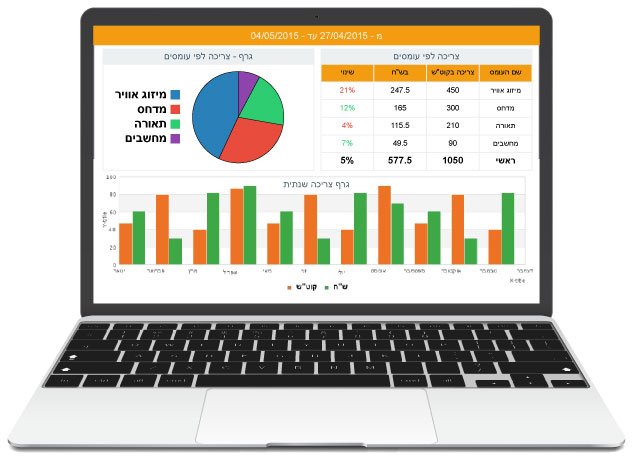 מ - 27/04/2015 עד - 04/05/2015
צריכה לפי עומסים
שם העומס צריכה בקוט"ש בש"ח שינוי
מיזוג אוויר 450 247.5 21%
מדחס 300 165 12%
תאורה 210 115.5 4%
מחשבים 90 49.5 7%
ראשי 1050 577.5 5%
גרף - צריכה לפי עומסים
מיזוג אוויר
מדחס
תאורה
מחשבים
גרף צריכה שנתית
100
80
60
40
20
0
ינואר פברואר מרץ אפריל מאי יוני יולי אוגוסט ספטמבר אוקטובר נובמבר דצמבר
קוט"ש ש"ח